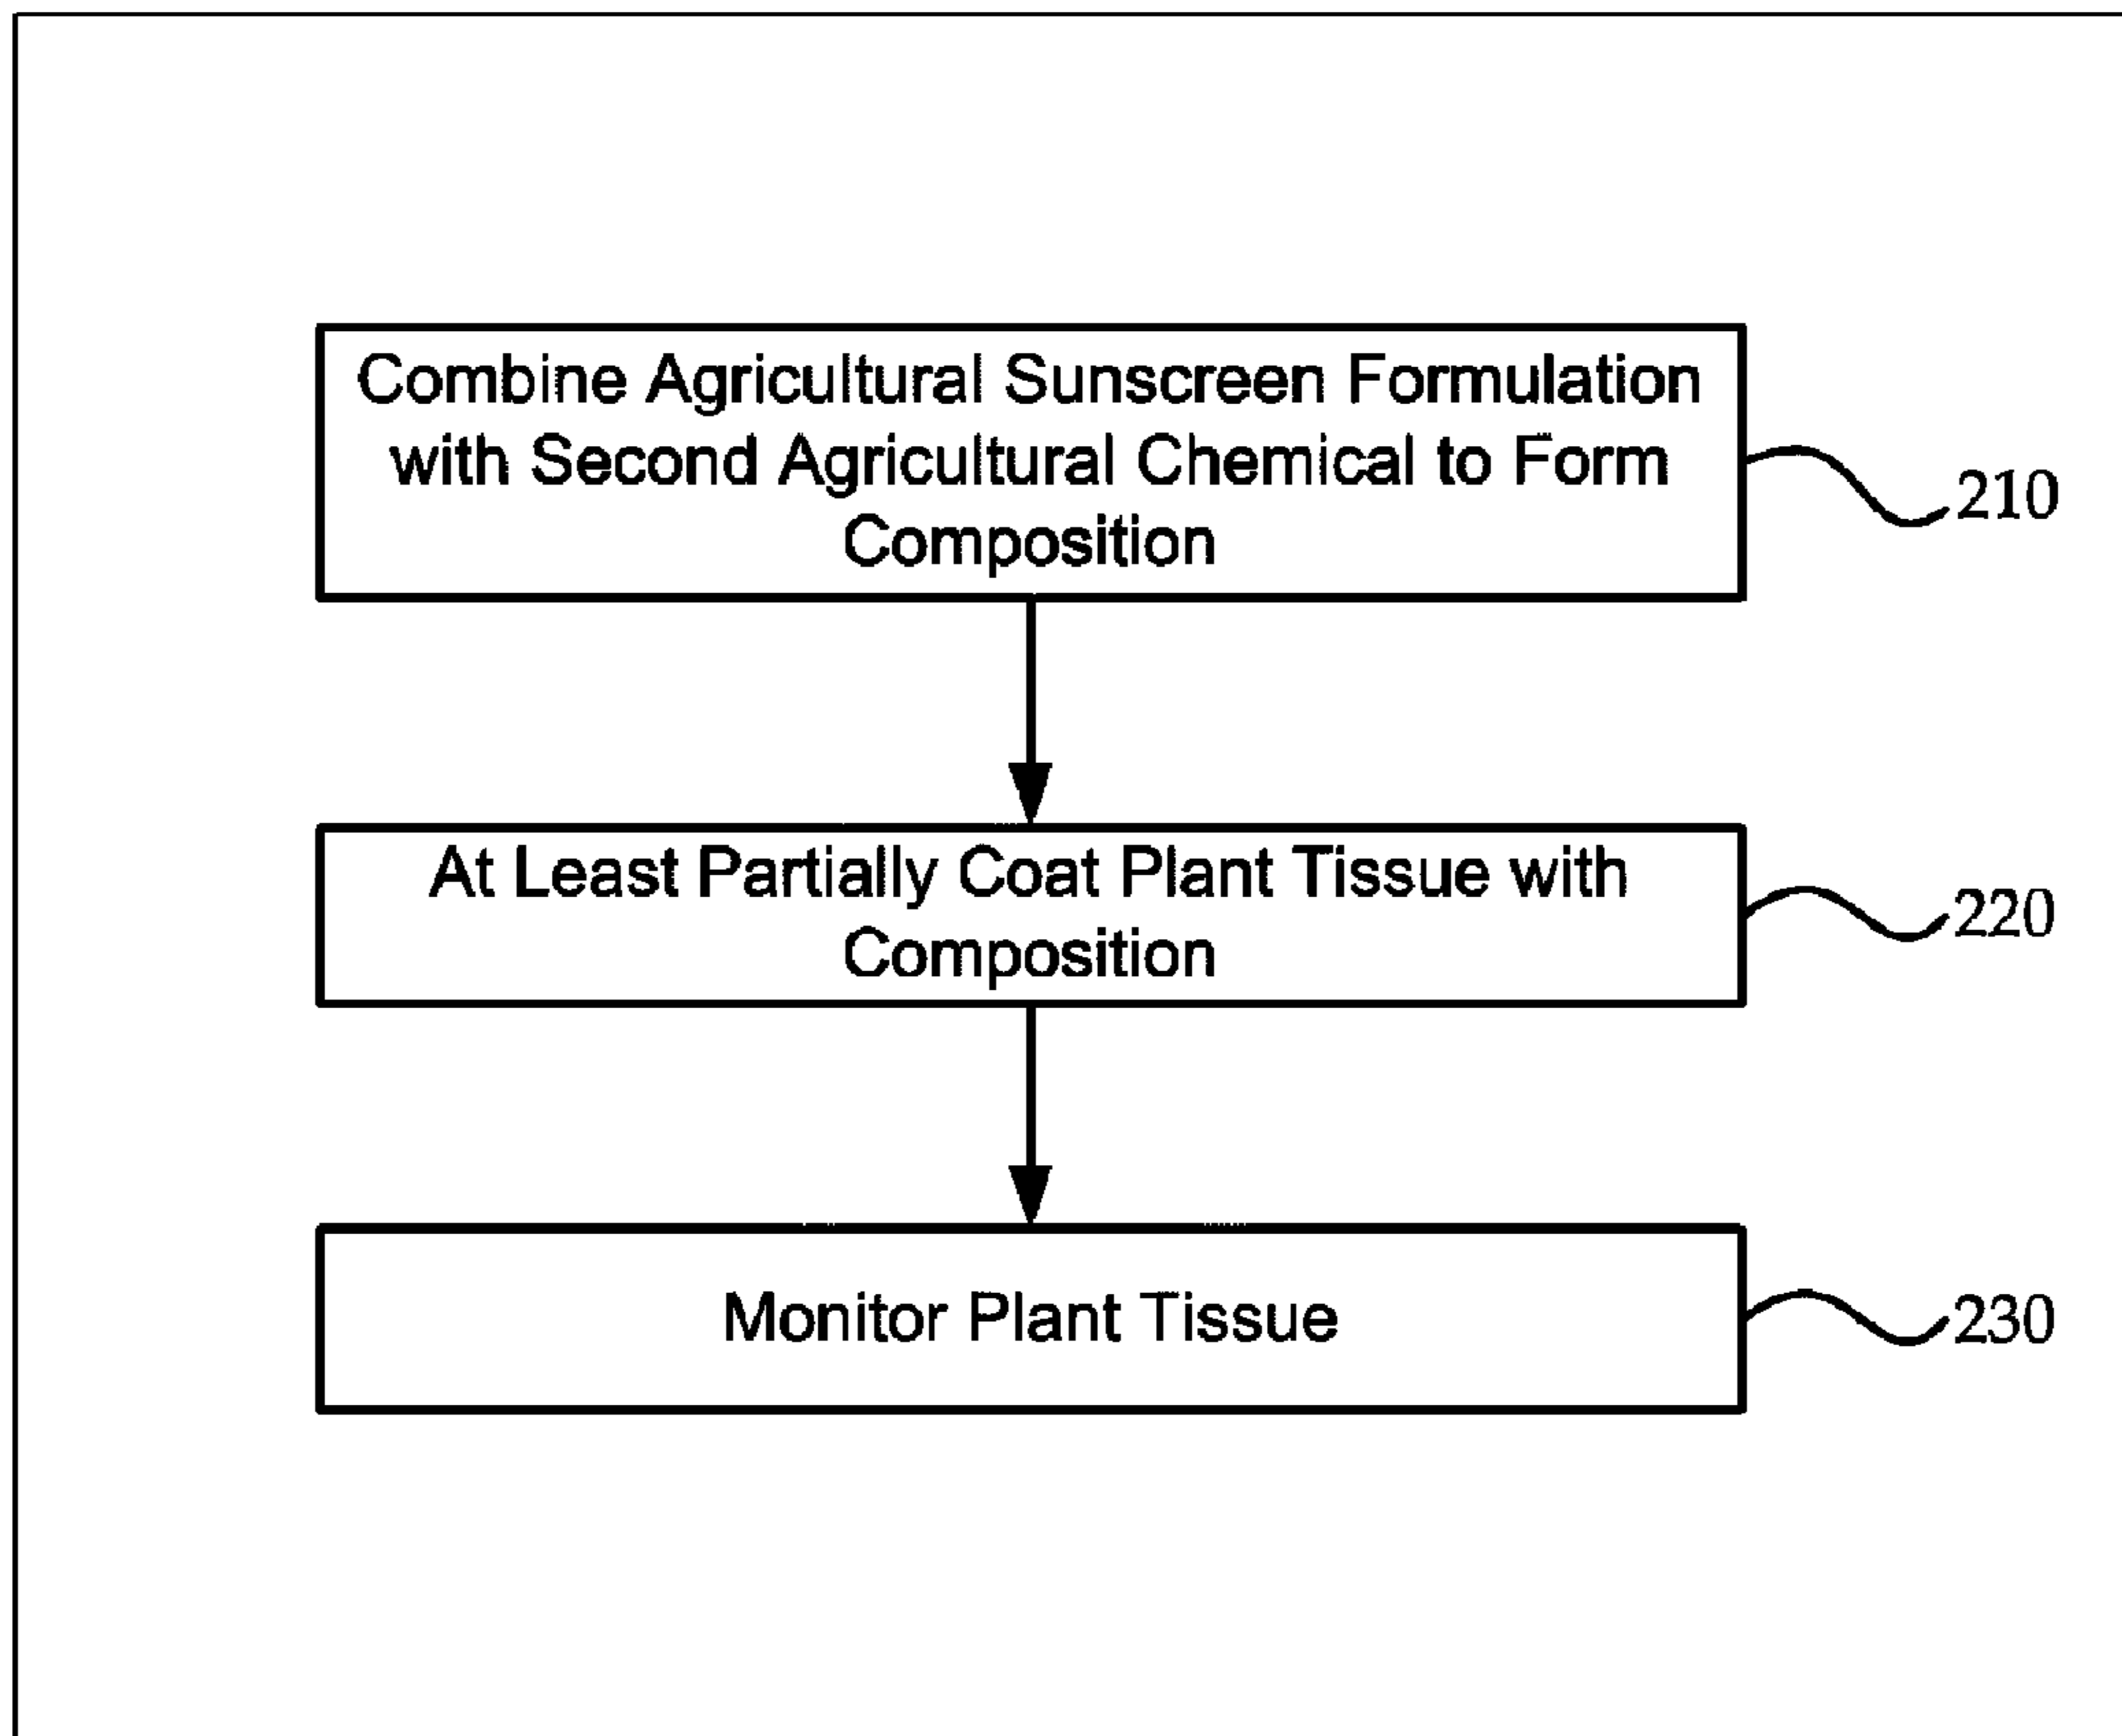 Combine Agricultural Sunscreen Formulation
with Second Agricultural Chemical to Form
Composition
210
At Least Partially Coat Plant Tissue with
Composition
220
Monitor Plant Tissue
230